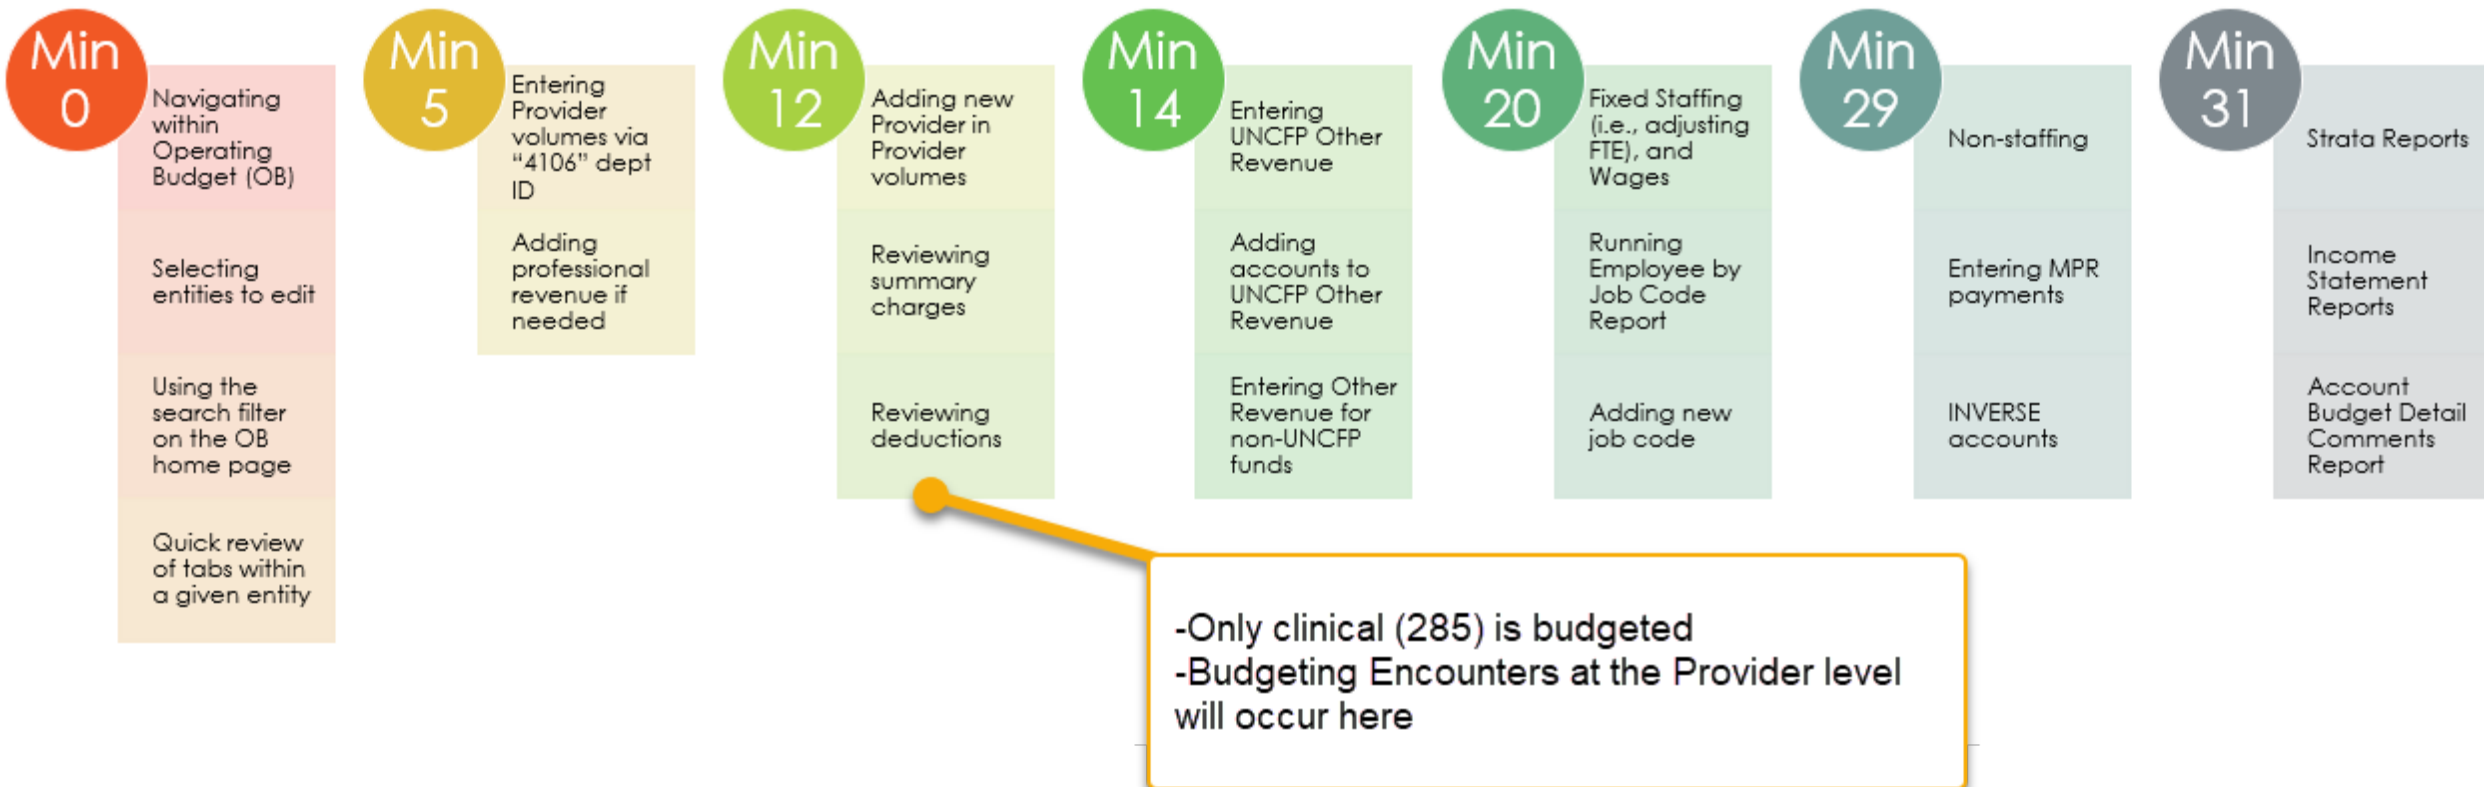 Min
0
Navigating
within
Operating
Budget (OB)
Selecting
entities to edit
Using the
search filter
on the OB
home page
Quick review
of tabs within
a given entity
Min
5
Entering
Provider
volumes via
“4106” dept
ID
Adding
professional
revenue if
needed
Min
12
Adding new
Provider in
Provider
volumes
Reviewing
summary
charges
Reviewing
deductions
Min
14
Entering
UNCFP Other
Revenue
Adding
accounts to
UNCFP Other
Revenue
Entering Other
Revenue for
non-UNCFP
funds
Min
20
Fixed Staffing
(i.e., adjusting
FTE), and
Wages
Running
Employee by
Job Code
Report
Adding new
job code
Min
29
Non-staffing
Entering MPR
payments
INVERSE
accounts
Min
31
Strata Reports
Income
Statement
Reports
Account
Budget Detail
Comments
Report
-Only clinical (285) is budgeted
-Budgeting Encounters at the Provider level
will occur here